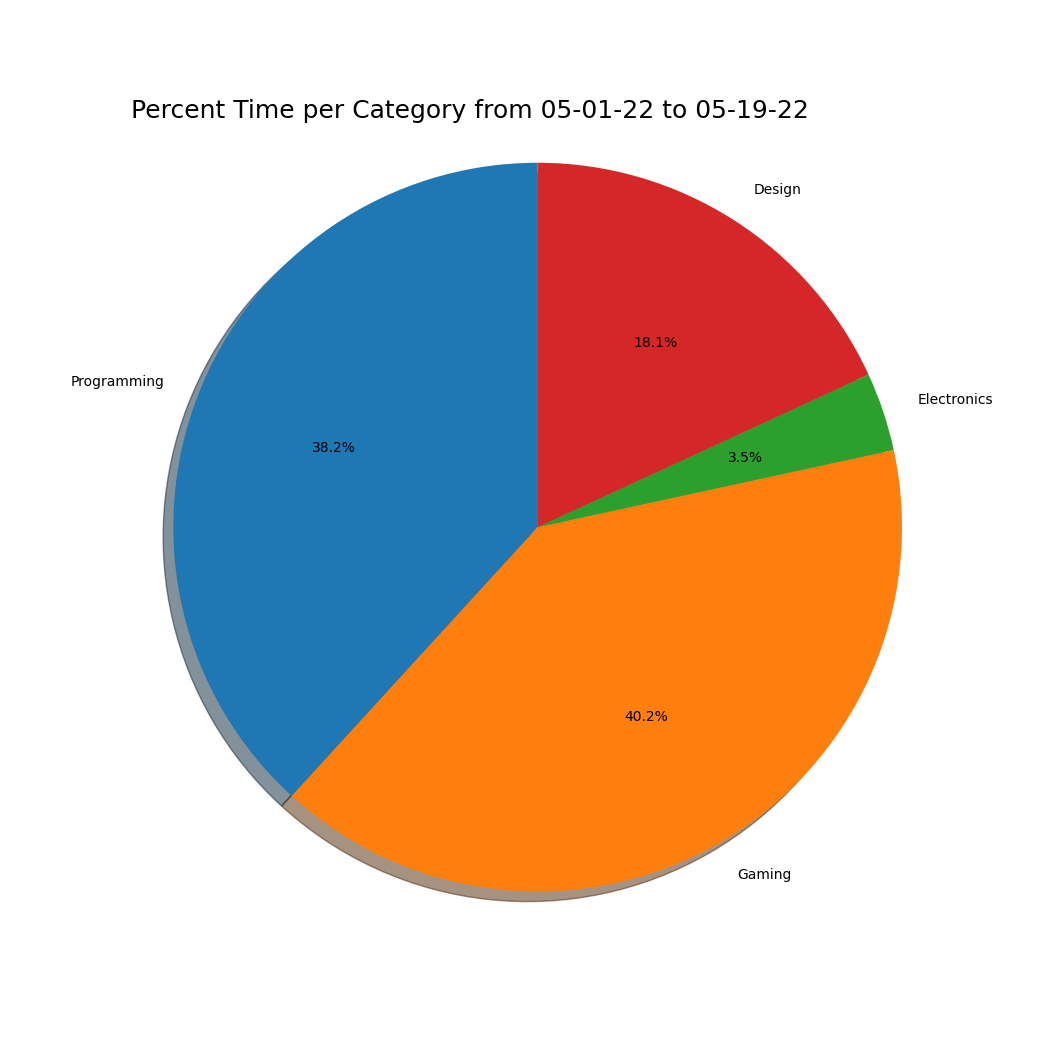 Percent Time per Category from 05-01-22 to 05-19-22
Design
Programming
Electronics
18.1%
38.2%
3.5%
40.2%
Gaming